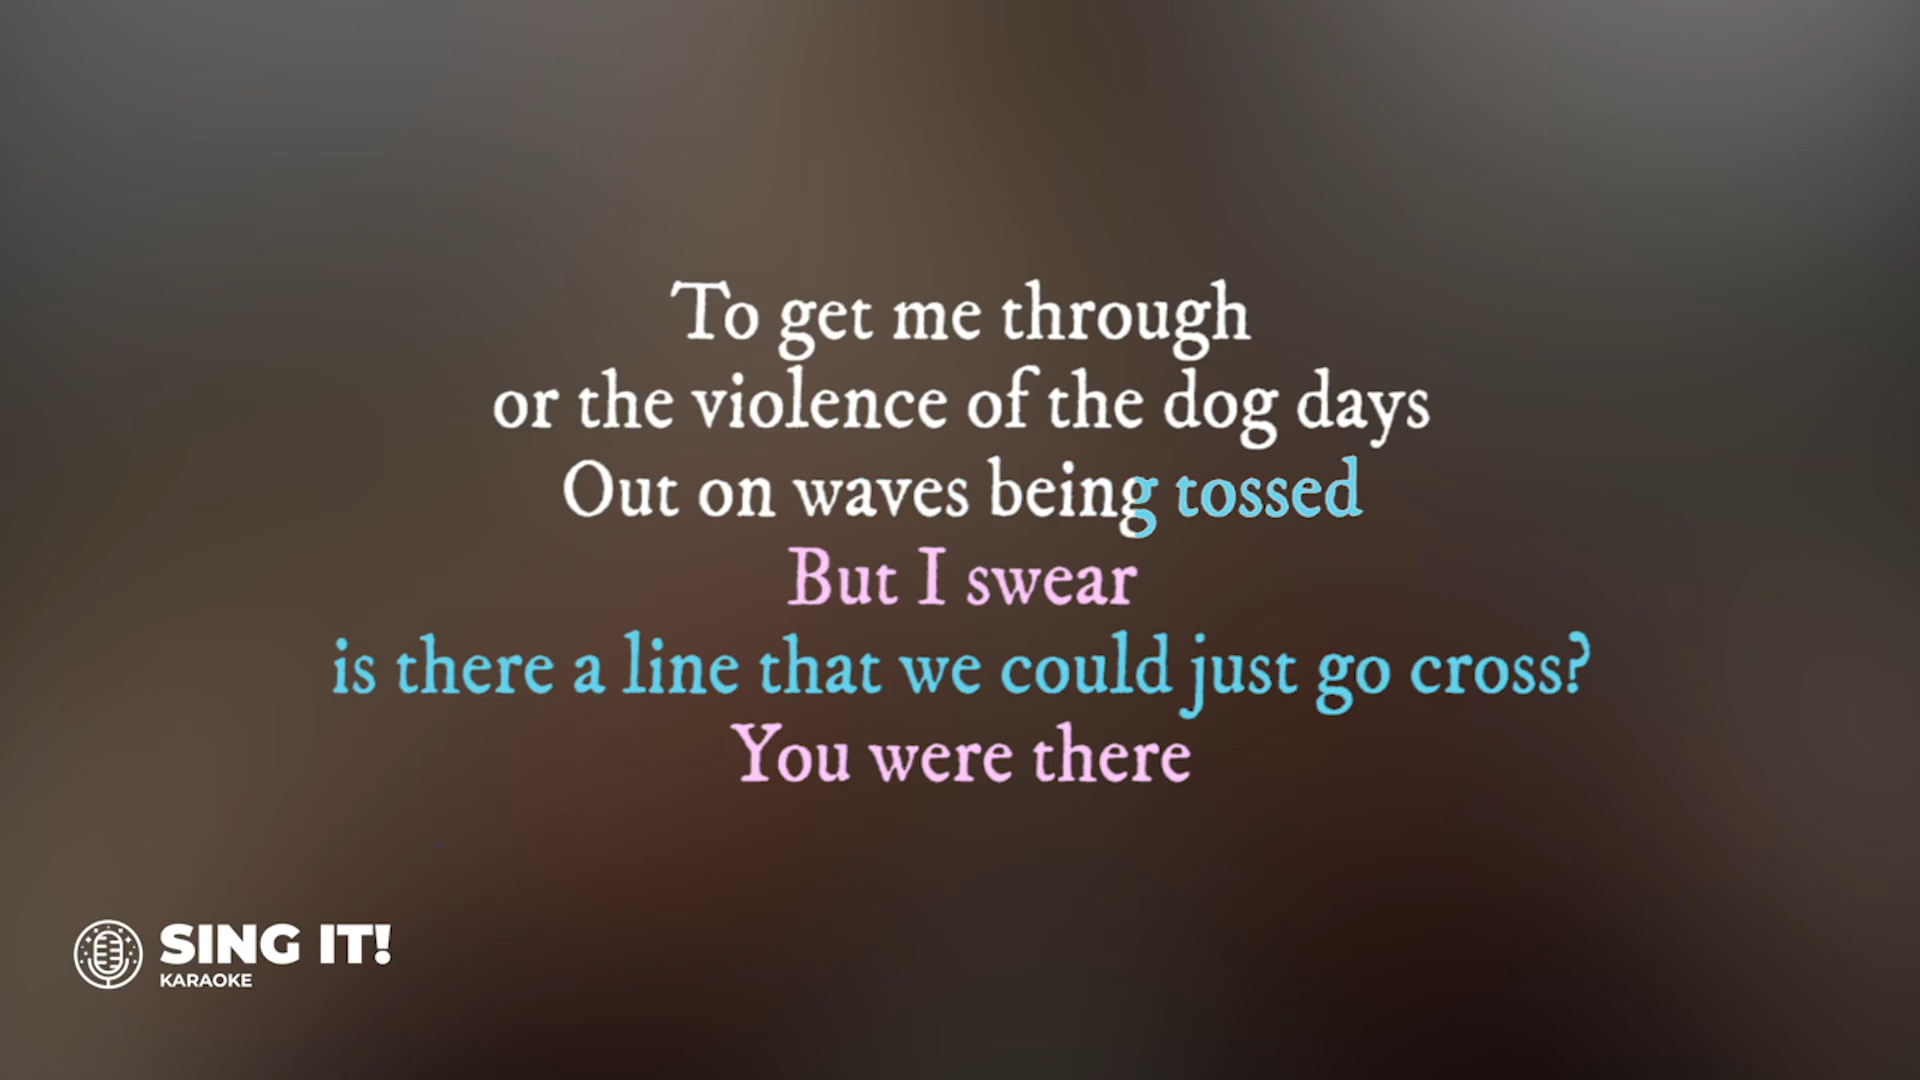 To get me through
or the violence of the dog days
Out on waves being tossed
But I swear
is there a line that we could just go cross?
You were there
SING IT!
KARAOKE